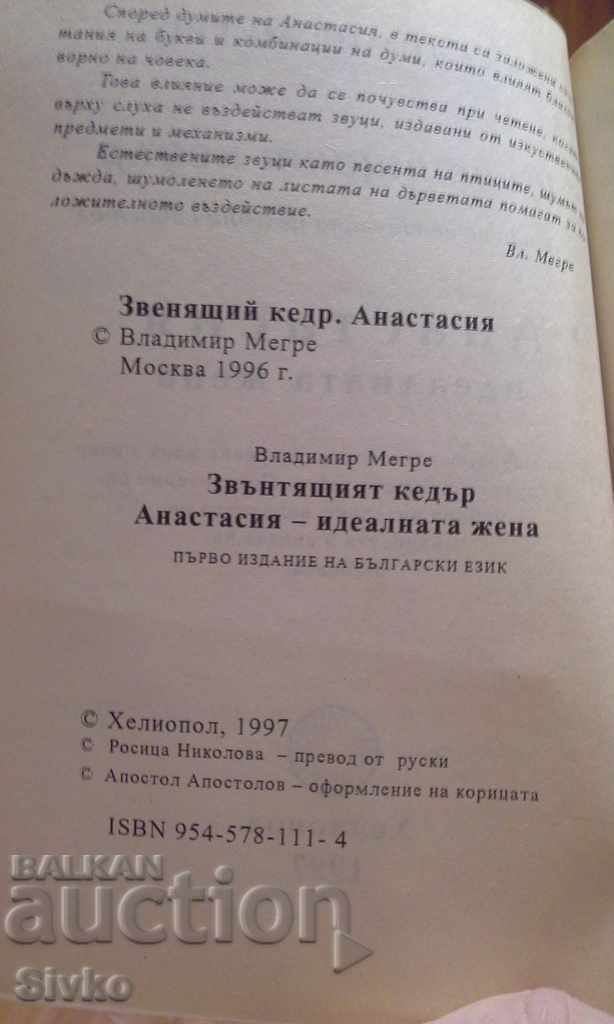 Според думите на Анастасия, в текста са заложени
тания на букви и комбинации на думи, които влияят
ворно на човека.
Това влияние може да се почувства при четене,
върху слуха не въздействат звуци, издавани от изкуствени
предмети и механизми.
Естествените звуци като песента на птиците, шумът
дъжда, шумоленето на листата на дърветата помагат за
ложителното въздействие.
Вл. Мегре
Звенящий кедр. Анастасия
© Владимир Мегре
Москва 1996 г.
Владимир Мегре
Звънтящият кедър
Анастасия – идеалната жена
ПЪРВО ИЗДАНИЕ НА БЪЛГАРСКИ ЕЗИК
© Хелиопол, 1997
© Росица Николова – превод от руски
© Апостол Апостолов – оформление на корицата
ISBN 954-578-111- 4
BALKAN
auction
Sivko